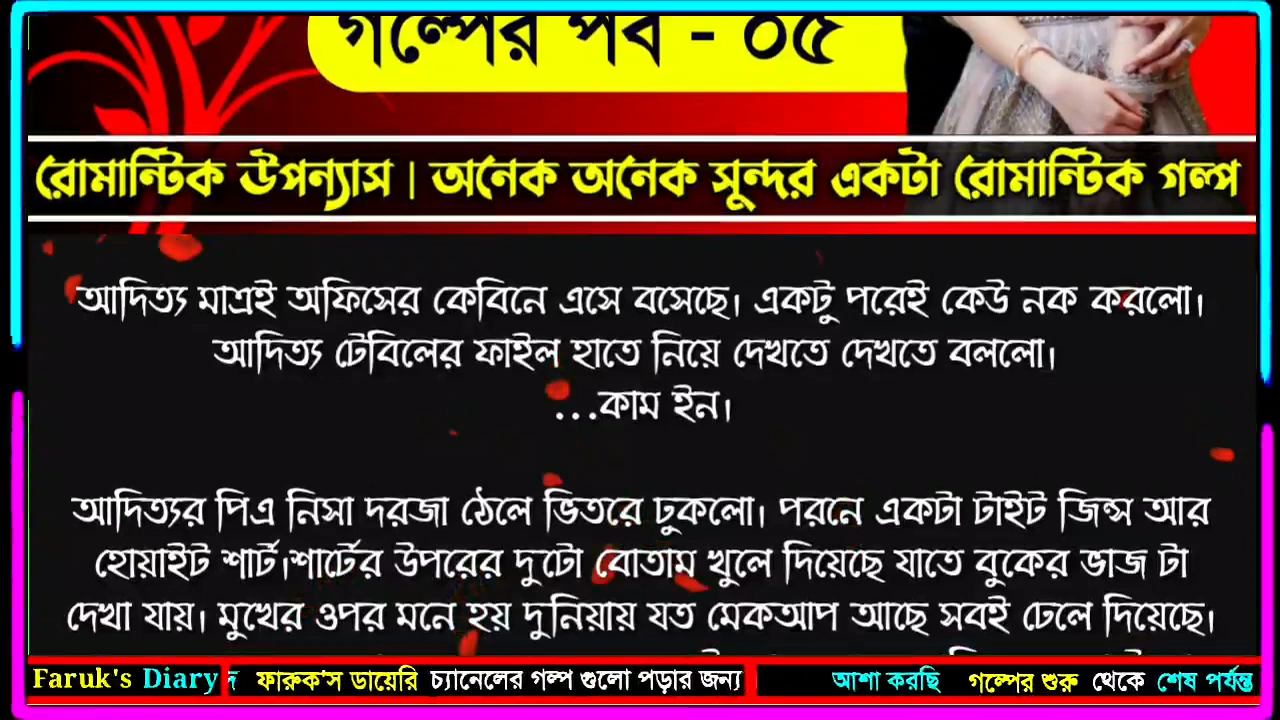 গল্পের পর্ব - ০৫
রোমান্টিক উপন্যাস | অনেক অনেক সুন্দর একটা রোমান্টিক গল্প
আদিত্য মাত্রই অফিসের কেবিনে এসে বসেছে। একটু পরেই কেউ নক করলো।
আদিত্য টেবিলের ফাইল হাতে নিয়ে দেখতে দেখতে বললো।
...কাম ইন।
আদিত্যর পিএ নিসা দরজা ঠেলে ভিতরে ঢুকলো। পরনে একটা টাইট জিন্স আর
হোয়াইট শার্ট।শার্টের উপরের দুটো বোতাম খুলে দিয়েছে যাতে বুকের ভাজ টা
দেখা যায়। মুখের ওপর মনে হয় দুনিয়ায় যত মেকআপ আছে সবই ঢেলে দিয়েছে।
Faruk's Diary ফারুক'স ডায়েরি চ্যানেলের গল্প গুলো পড়ার জন্য আশা করছি গল্পের শুরু থেকে শেষ পর্যন্ত